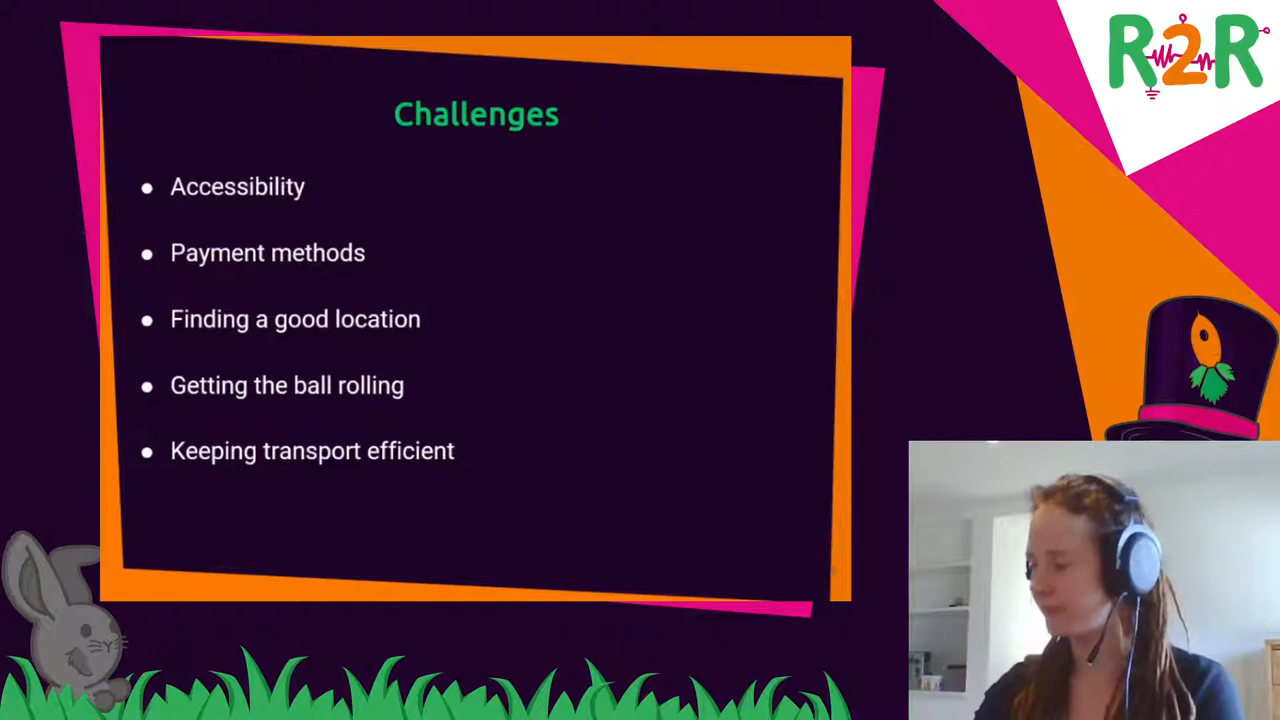 R2R
Challenges
● Accessibility
● Payment methods
● Finding a good location
● Getting the ball rolling
● Keeping transport efficient